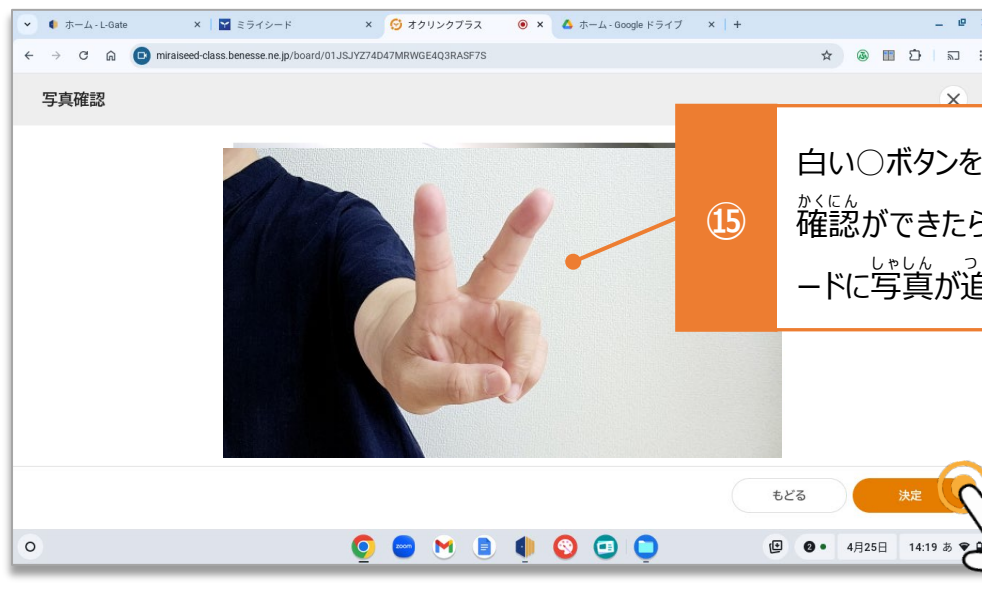 ホーム - L-Gate
ミライシード
オクリンクプラス
ホーム - Google ドライブ
miraiseed-class.benesse.ne.jp/board/01JSJYZ74D47MRWGE4Q3RASF7S
写真確認
⑮
白い○ボタンを
かくにん
確認ができたら
しゃしん つ
ードに写真が追
もどる
決定
zoom
2
4月25日
14:19 あ